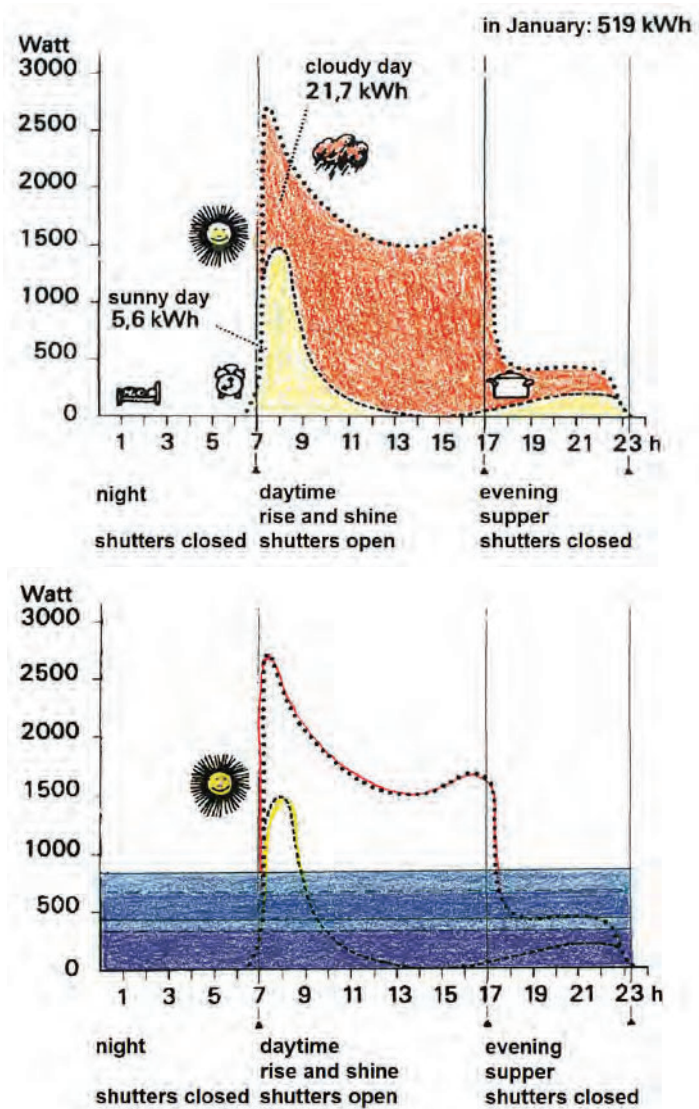 in January: 519 kWh
Watt
3000
cloudy day
21,7 kWh
2500
2000
1500
sunny day
5,6 kWh
1000
500
0
1 3 5 7 9 11 13 15 17 19 21 23 h
night daytime evening
rise and shine supper
shutters closed shutters open shutters closed
Watt
3000
2500
2000
1500
1000
500
0
1 3 5 7 9 11 13 15 17 19 21 23 h
night daytime evening
rise and shine supper
shutters closed shutters open shutters closed